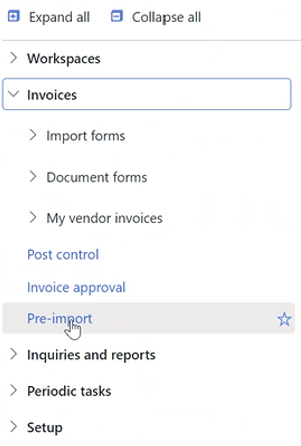 Expand all Collapse all
Workspaces
Invoices
Import forms
Document forms
My vendor invoices
Post control
Invoice approval
Pre-import
Inquiries and reports
Periodic tasks
Setup